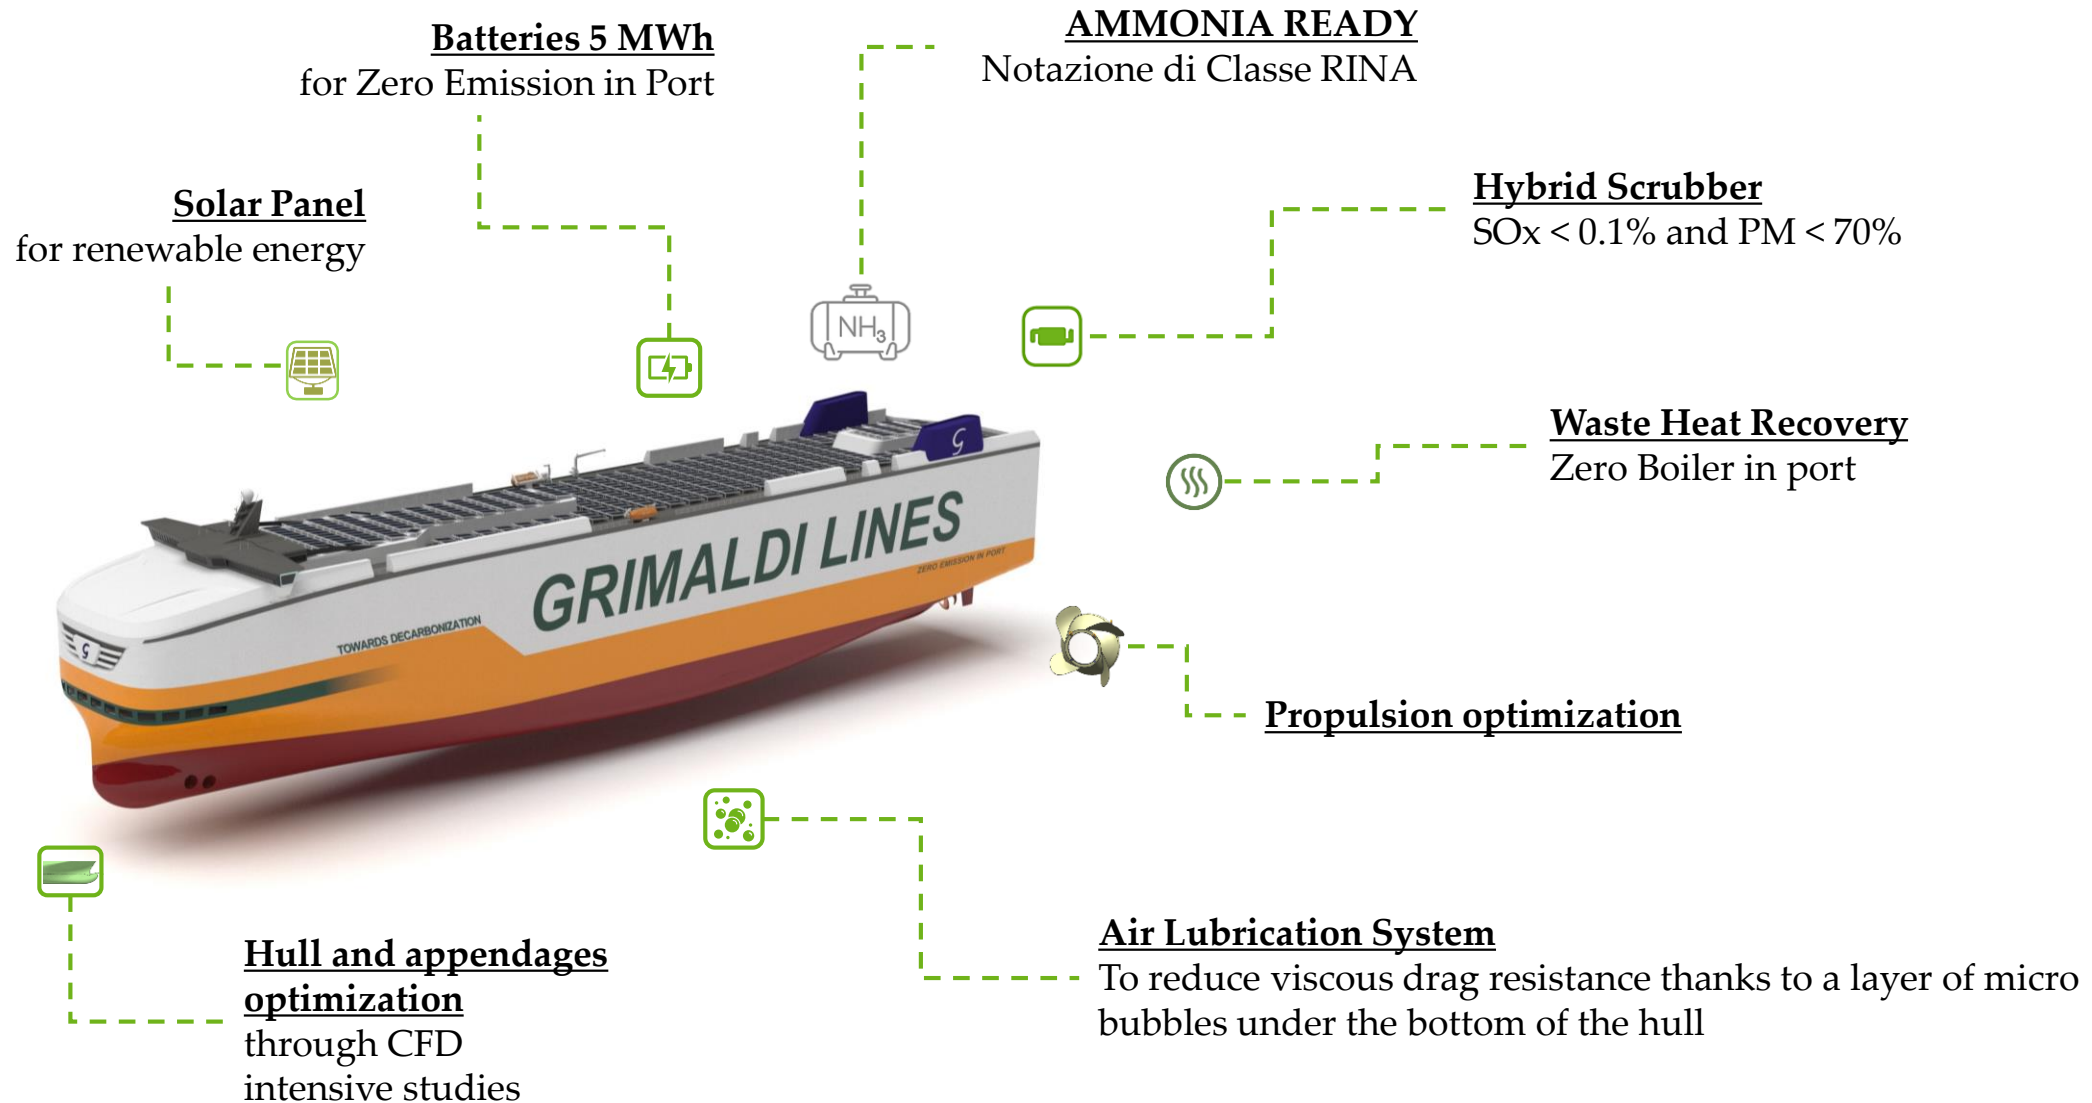 Batteries 5 MWh
for Zero Emission in Port
AMMONIA READY
Notazione di Classe RINA
Solar Panel
for renewable energy
Hybrid Scrubber
SOx < 0.1% and PM < 70%
NH3
Waste Heat Recovery
Zero Boiler in port
G
GRIMALDI LINES
ZERO EMISSION IN PORT
TOWARDS DECARBONIZATION
G
Propulsion optimization
Air Lubrication System
To reduce viscous drag resistance thanks to a layer of micro
bubbles under the bottom of the hull
Hull and appendages
optimization
through CFD
intensive studies